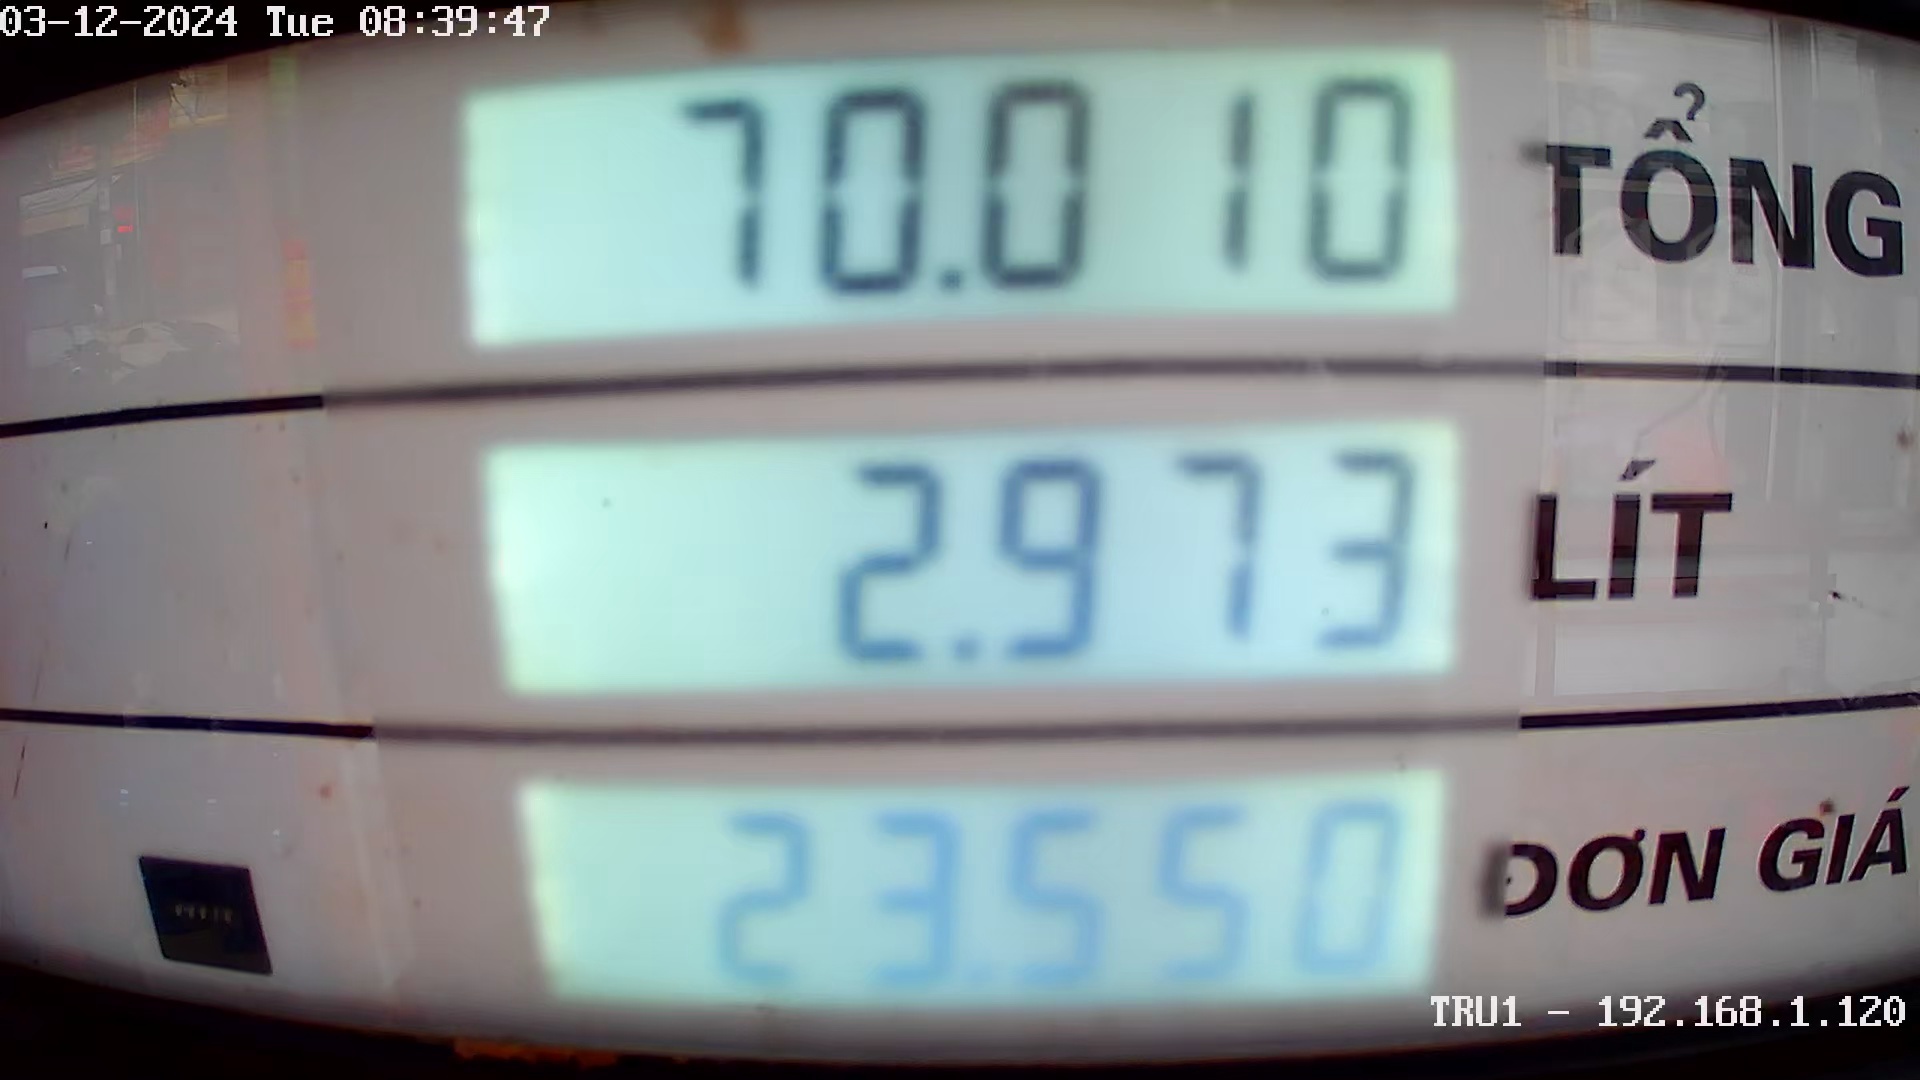 03-12-2024 Tue 08:39:47
70.010 TỔNG
2.973 LÍT
23.550 ĐƠN GIÁ
TRU1 - 192.168.1.120